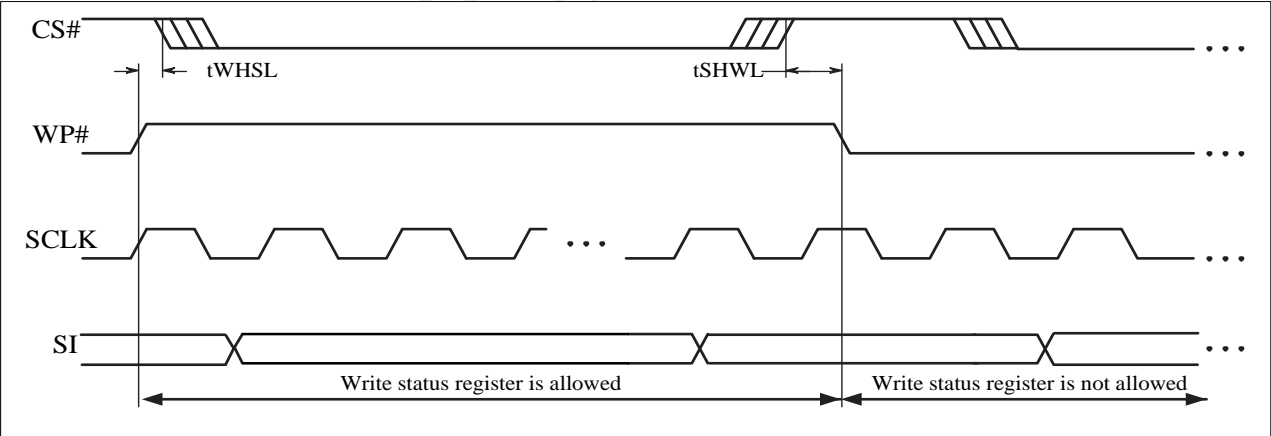 CS#
tWHSL
tSHWL
WP#
SCLK
SI
Write status register is allowed
Write status register is not allowed